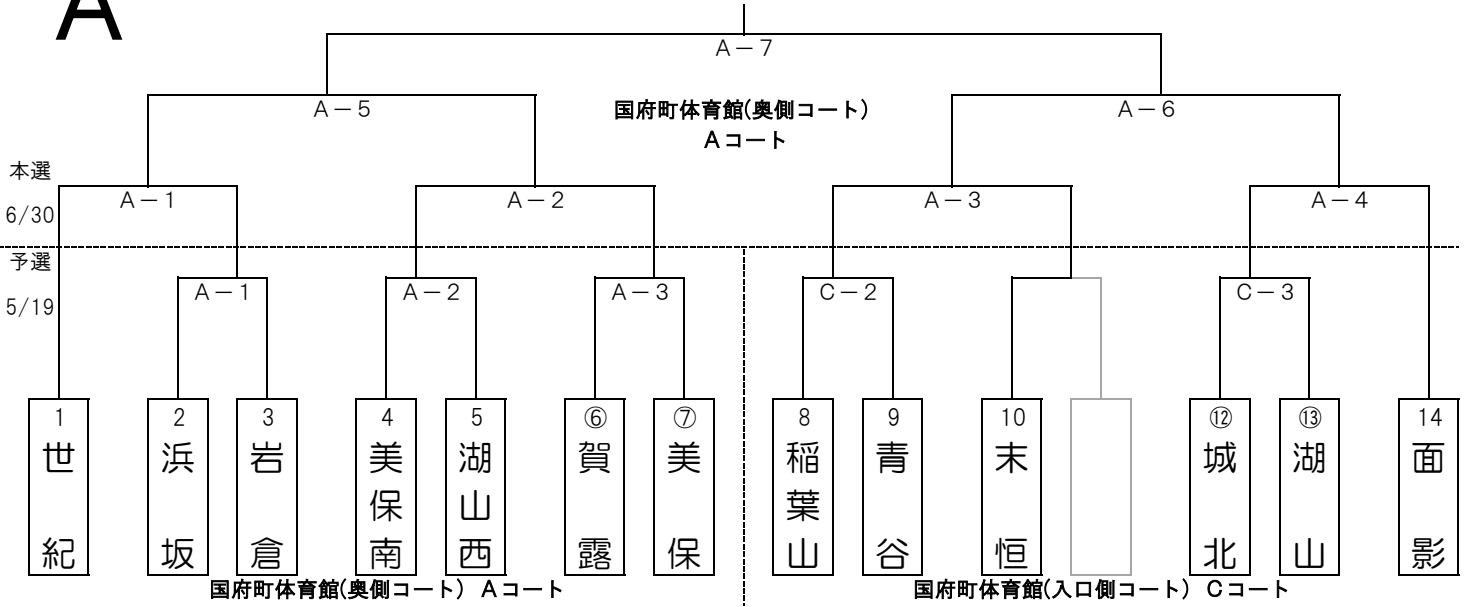 A
A－7
A－5
国府町体育館(奥側コート)
Aコート
A－6
本選
6/30
A－1
A－2
A－3
A－4
予選
5/19
A－1
A－2
A－3
C－2
C－3
1
世紀
2
浜坂
3
岩倉
4
美保南
5
湖山西
⑥
賀露
⑦
美保
8
稲葉山
9
青谷
10
末恒
⑫
城北
⑬
湖山
14
面影
国府町体育館(奥側コート) Aコート
国府町体育館(入口側コート) Cコート